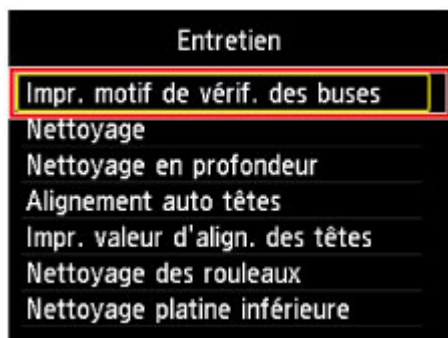 Entretien
Impr. motif de vérif. des buses
Nettoyage
Nettoyage en profondeur
Alignement auto têtes
Impr. valeur d'align. des têtes
Nettoyage des rouleaux
Nettoyage platine inférieure